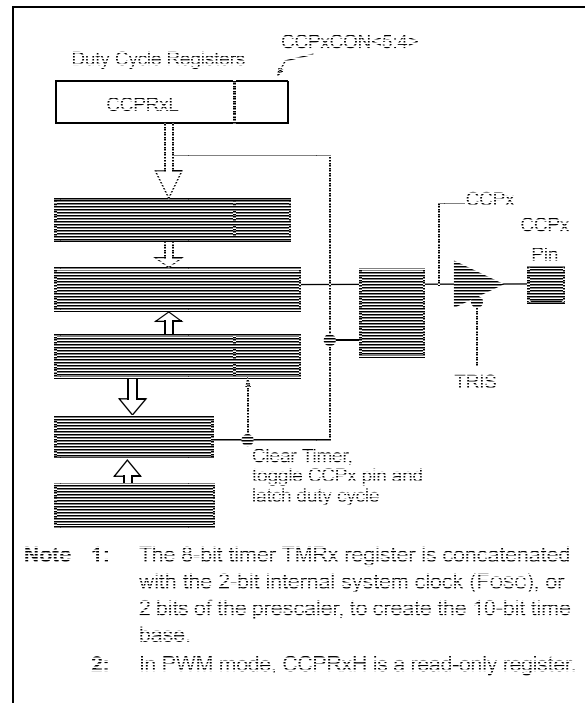 CCPxCON<5:4>
Duty Cycle Registers
CCPRxL
CCPx
CCPx
Pin
TRIS
Clear Timer,
toggle CCPx pin and
latch duty cycle
Note 1: The 8-bit timer TMRx register is concatenated
with the 2-bit internal system clock (FOSC), or
2 bits of the prescaler, to create the 10-bit time
base.
2: In PWM mode, CCPRxH is a read-only register.